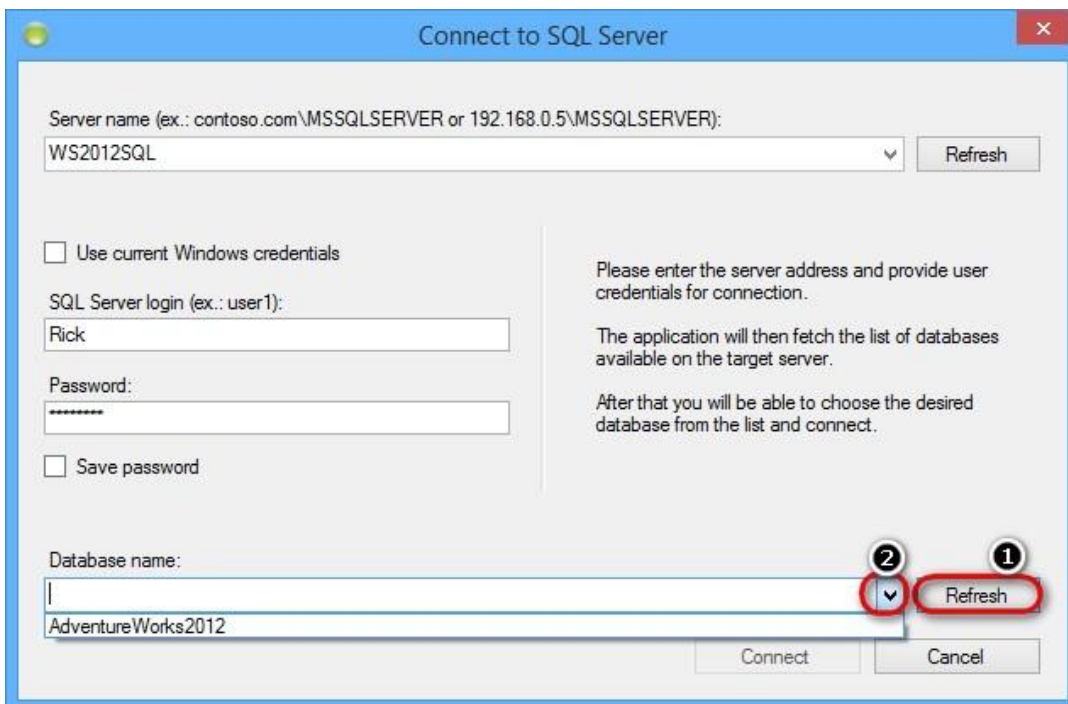 Connect to SQL Server
Server name (ex.: contoso.com\MSSQLSERVER or 192.168.0.5\MSSQLSERVER):
WS2012SQL
Refresh
Use current Windows credentials
SQL Server login (ex.: user1):
Rick
Password:
********
Save password
Please enter the server address and provide user
credentials for connection.
The application will then fetch the list of databases
available on the target server.
After that you will be able to choose the desired
database from the list and connect.
Database name:
2
1
Refresh
AdventureWorks2012
Connect
Cancel